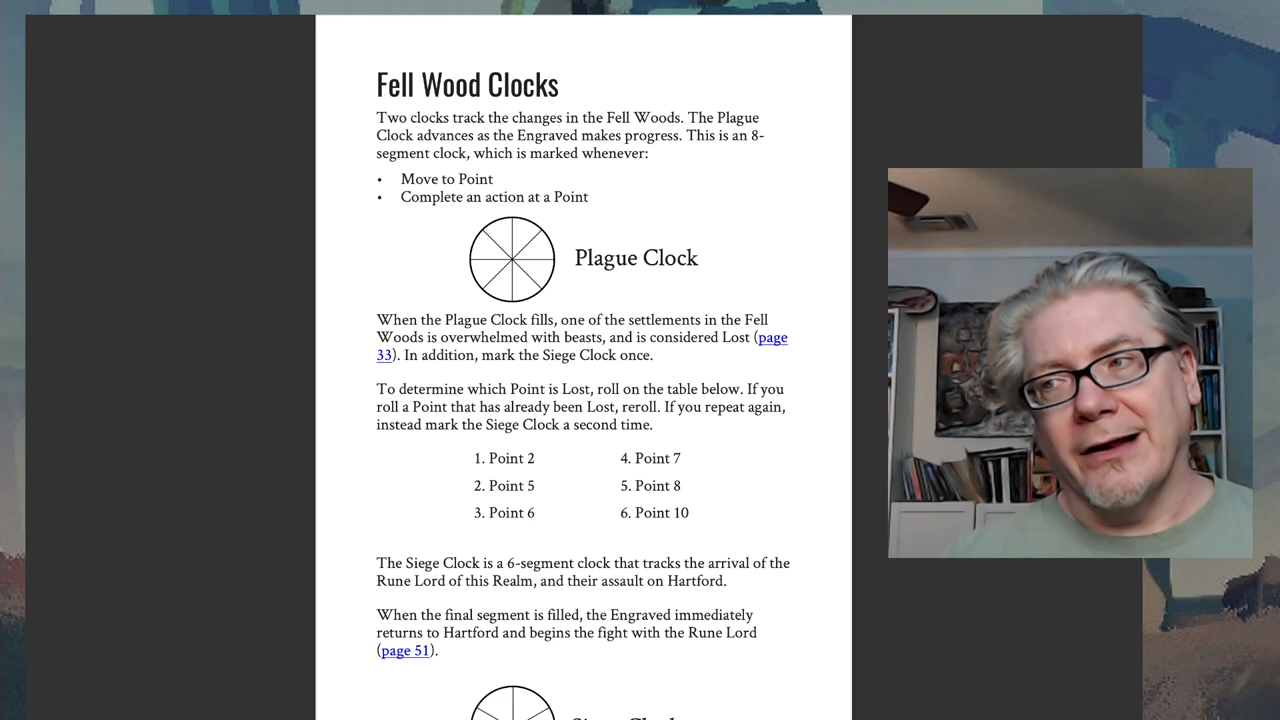 Fell Wood Clocks
Two clocks track the changes in the Fell Woods. The Plague
Clock advances as the Engraved makes progress. This is an 8-
segment clock, which is marked whenever:
• Move to Point
• Complete an action at a Point
Plague Clock
When the Plague Clock fills, one of the settlements in the Fell
Woods is overwhelmed with beasts, and is considered Lost (page
33). In addition, mark the Siege Clock once.
To determine which Point is Lost, roll on the table below. If you
roll a Point that has already been Lost, reroll. If you repeat again,
instead mark the Siege Clock a second time.
1. Point 2 4. Point 7
2. Point 5 5. Point 8
3. Point 6 6. Point 10
The Siege Clock is a 6-segment clock that tracks the arrival of the
Rune Lord of this Realm, and their assault on Hartford.
When the final segment is filled, the Engraved immediately
returns to Hartford and begins the fight with the Rune Lord
(page 51).